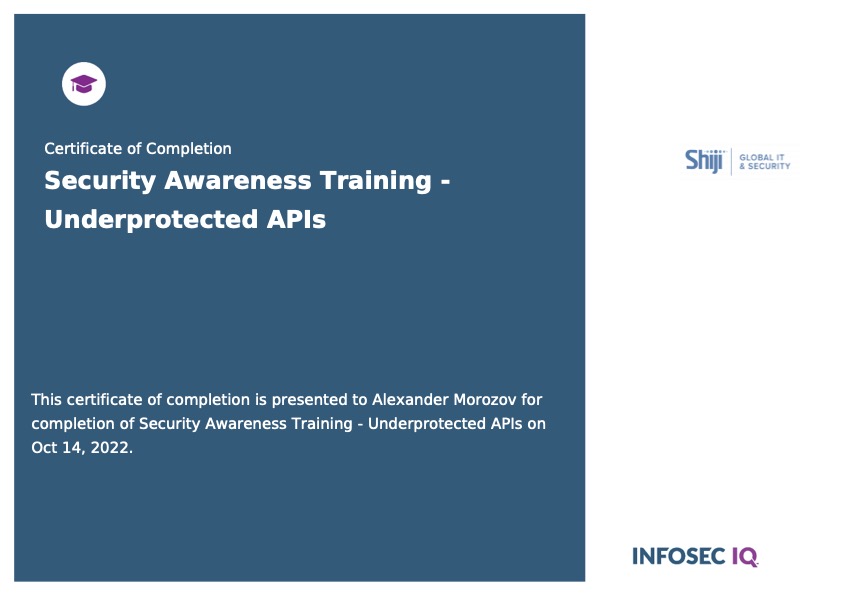 Certificate of Completion
Security Awareness Training -
Underprotected APIs
Shiji
GLOBAL IT
& SECURITY
This certificate of completion is presented to Alexander Morozov for
completion of Security Awareness Training - Underprotected APIs on
Oct 14, 2022.
INFOSEC IQ